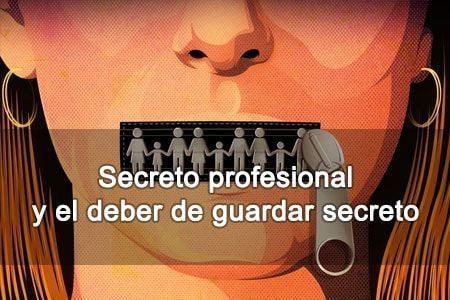 Secreto profesional
y el deber de guardar secreto